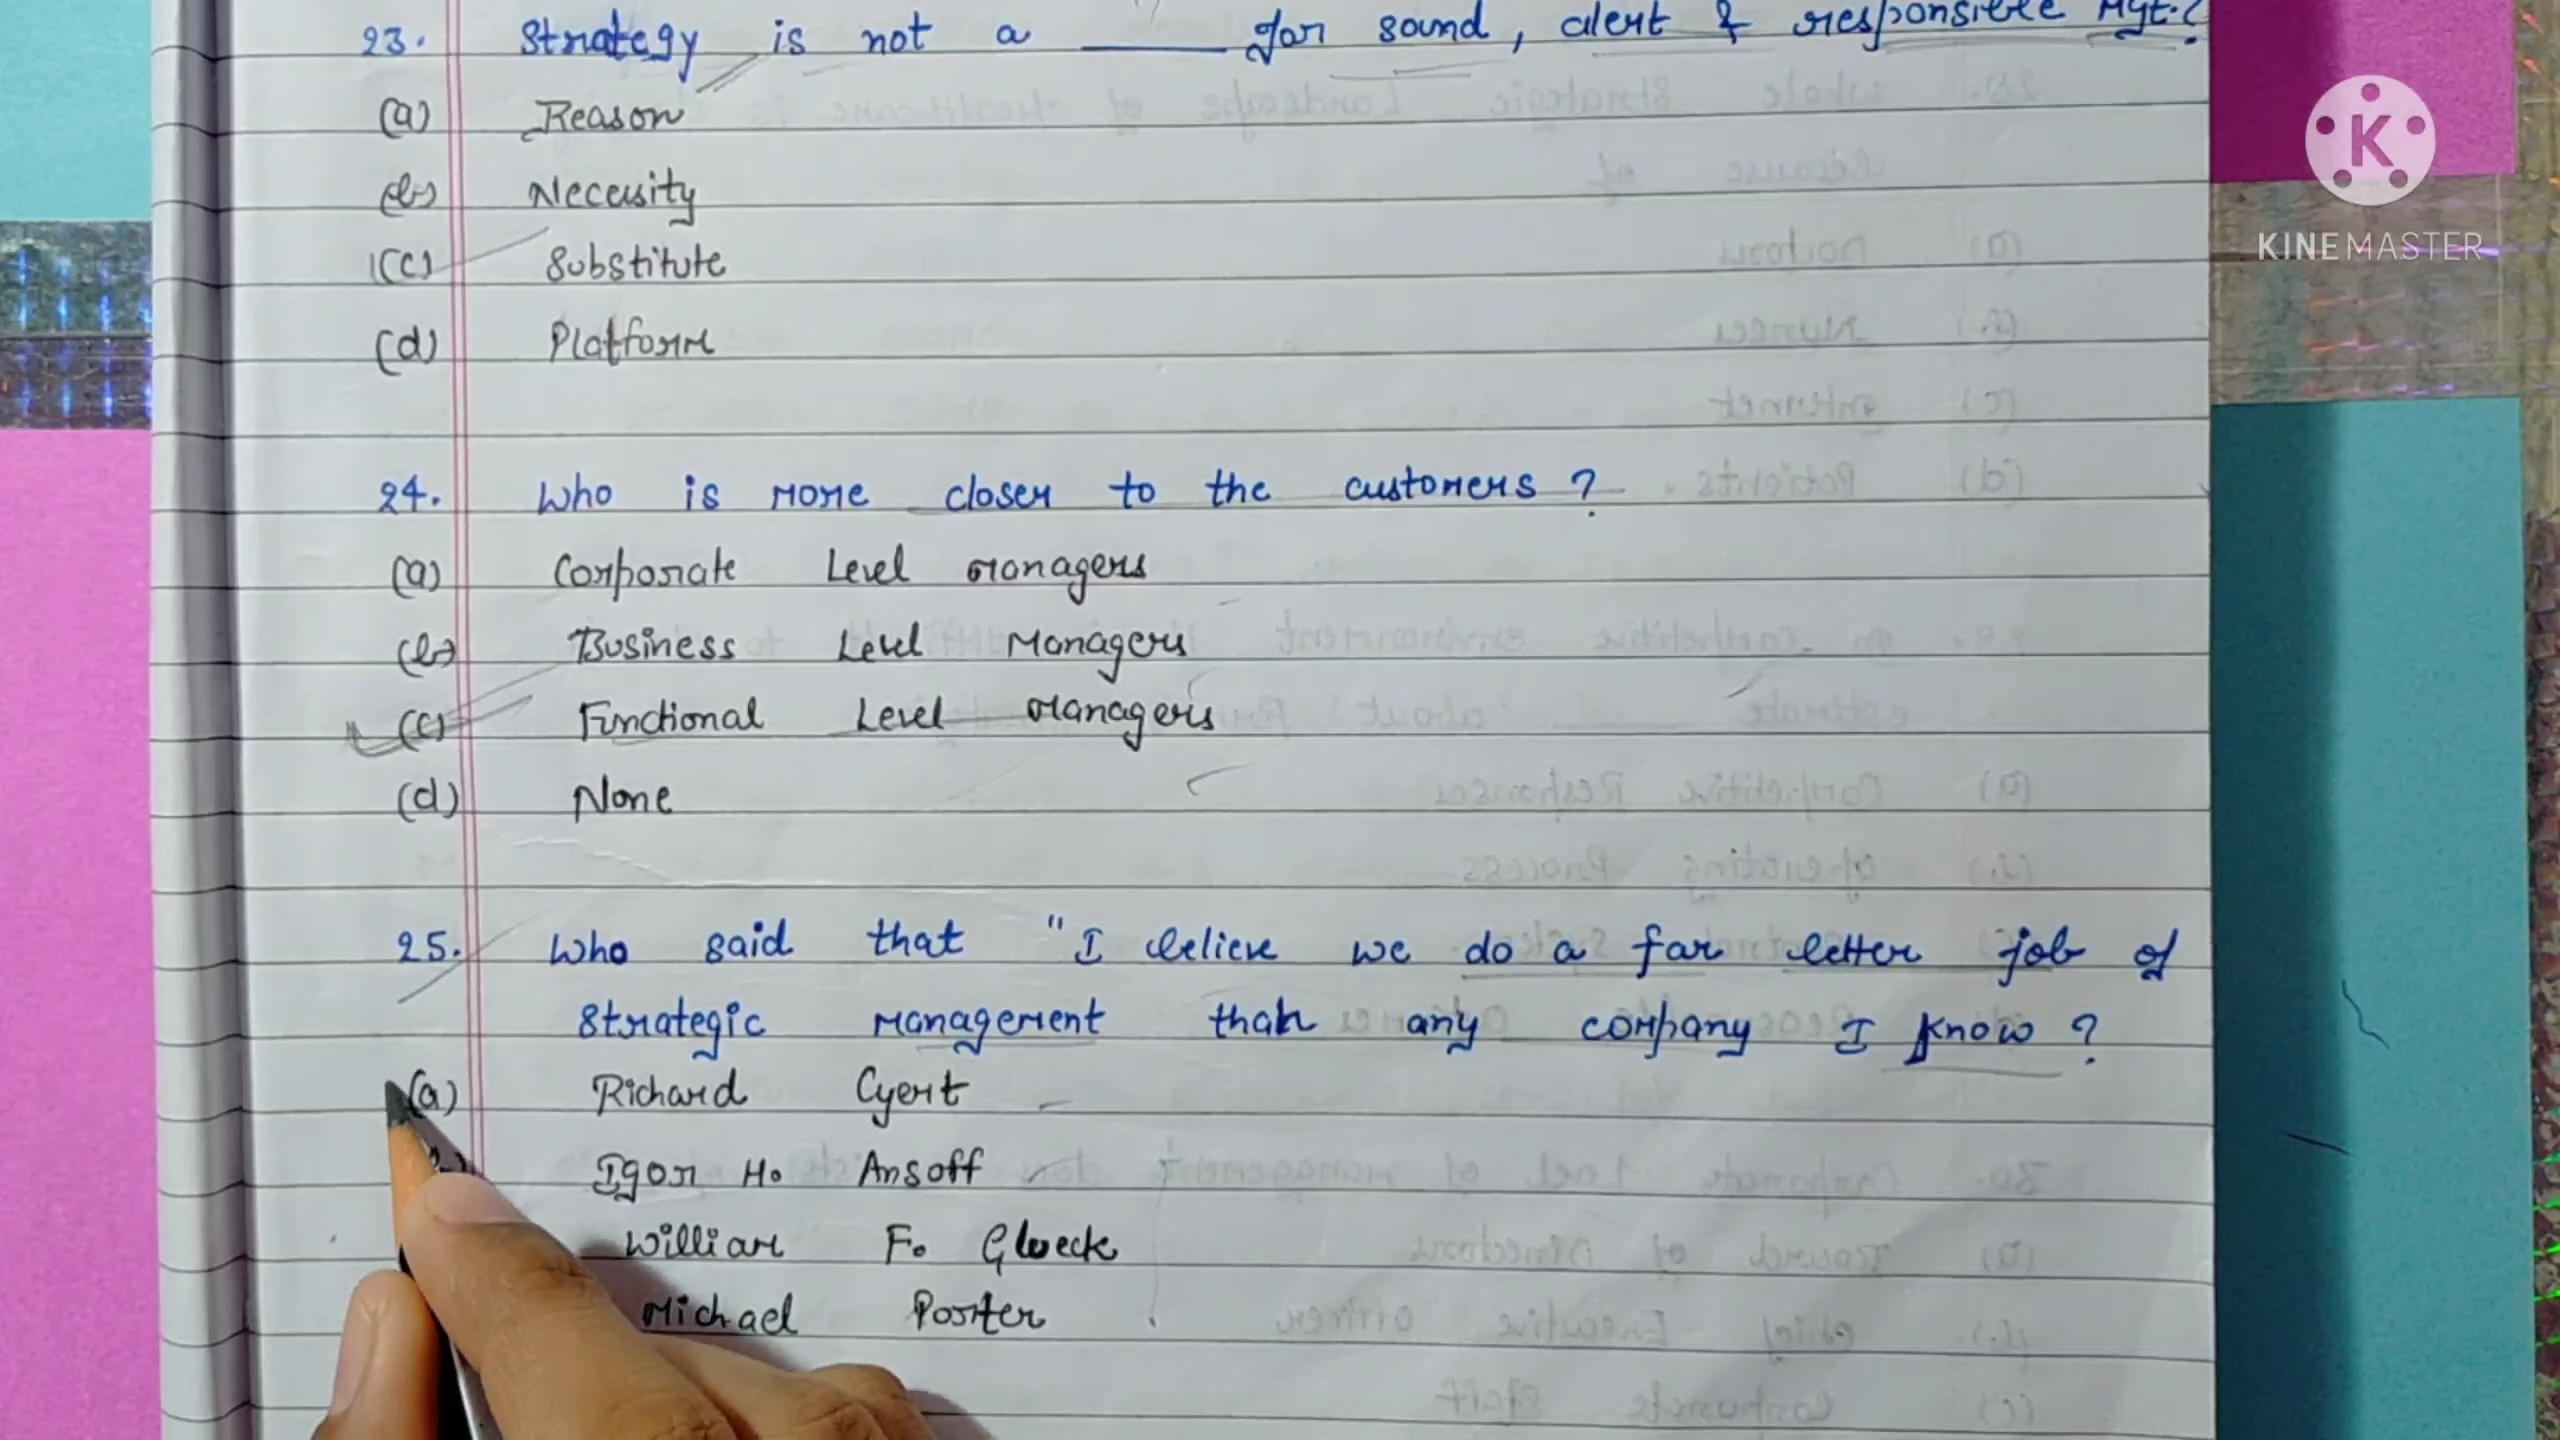 23. Strategy is not a ____ for sound, alert & responsible Mgt.?
(a) Reason
(b) Necessity
(c) Substitute
(d) Platform
24. Who is more closer to the customers ?
(a) Corporate Level managers
(b) Business Level Managers
(c) Functional Level Managers
(d) None
25. Who said that "I believe we do a far better job of
strategic management than any company I know ?
(a) Richard Cyert
Igor H. Ansoff
William F. Glueck
Michael Porter
KINEMASTER